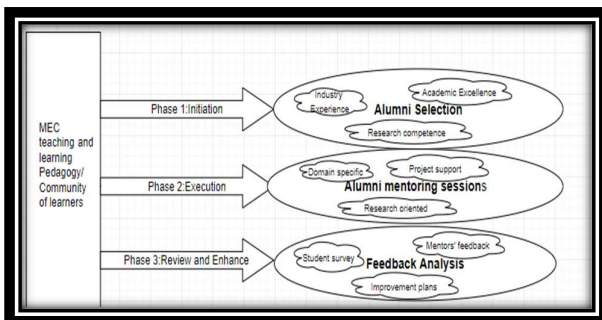 MEC
teaching and
learning
Pedagogy/
Community
of learners
Phase 1:Initiation
Industry
Experience
Academic Excellence
Alumni Selection
Research competence
Phase 2:Execution
Domain specific
Project support
Alumni mentoring sessions
Research oriented
Phase 3:Review and Enhance
Student survey
Mentors' feedback
Feedback Analysis
Improvement plans